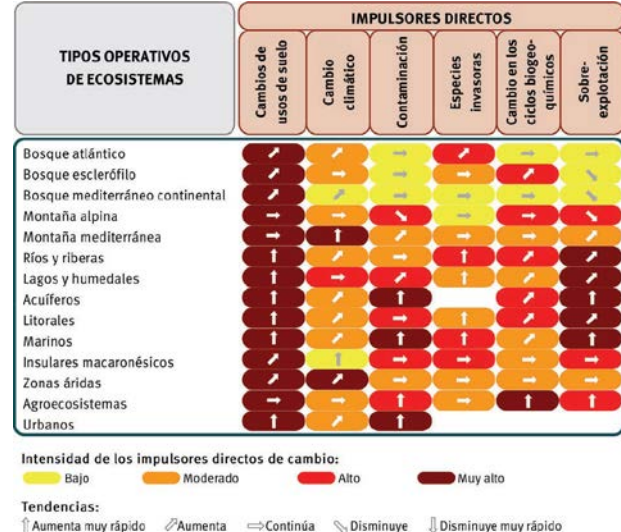 IMPULSORES DIRECTOS
TIPOS OPERATIVOS
DE ECOSISTEMAS
Cambios de
usos de suelo
Cambio
climático
Contaminación
Especies
invasoras
Cambio en los
ciclos biogeo-
químicos
Sobre-
explotación
Bosque atlántico
Bosque esclerófilo
Bosque mediterráneo continental
Montaña alpina
Montaña mediterránea
Ríos y riberas
Lagos y humedales
Acuíferos
Litorales
Marinos
Insulares macaronésicos
Zonas áridas
Agroecosistemas
Urbanos
Intensidad de los impulsores directos de cambio:
Bajo Moderado Alto Muy alto
Tendencias:
Aumenta muy rápido Aumenta Continúa Disminuye Disminuye muy rápido